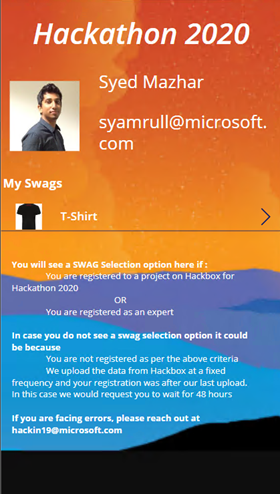 Hackathon 2020
Syed Mazhar
syamrull@microsoft.
com
My Swags
T-Shirt
You will see a SWAG Selection option here if :
You are registered to a project on Hackbox for
Hackathon 2020
OR
You are registered as an expert
In case you do not see a swag selection option it could
be because
You are not registered as per the above criteria
We upload the data from Hackbox at a fixed
frequency and your registration was after our last upload.
In this case we would request you to wait for 48 hours
If you are facing errors, please reach out at
hackin19@microsoft.com